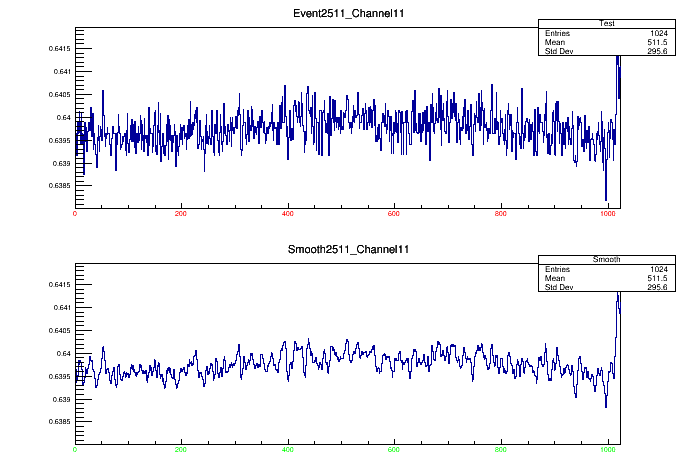 Event2511_Channel11
Test
Entries 1024
Mean 511.5
Std Dev 295.6
0.6415
0.641
0.6405
0.64
0.6395
0.639
0.6385
0 200 400 600 800 1000
Smooth2511_Channel11
Smooth
Entries 1024
Mean 511.5
Std Dev 295.6
0.6415
0.641
0.6405
0.64
0.6395
0.639
0.6385
0 200 400 600 800 1000